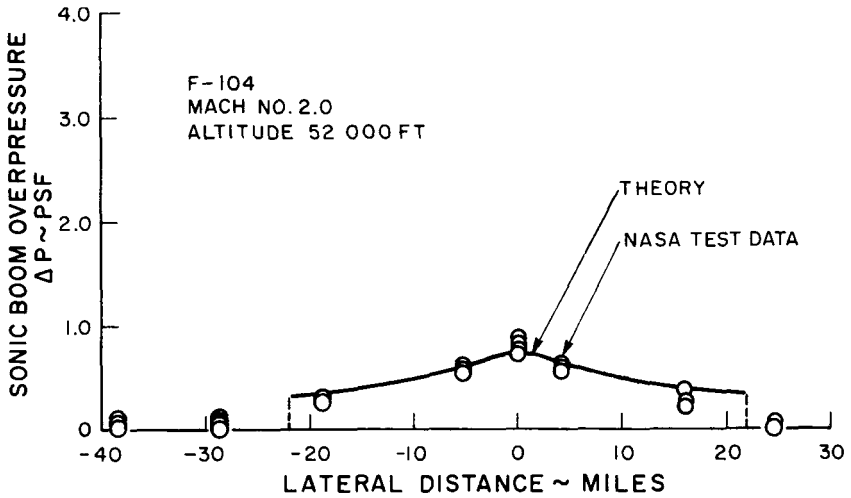 SONIC BOOM OVERPRESSURE
ΔP~PSF
4.0
3.0
2.0
1.0
0
F-104
MACH NO. 2.0
ALTITUDE 52 000 FT
THEORY
NASA TEST DATA
-40 -30 -20 -10 0 10 20 30
LATERAL DISTANCE ~ MILES